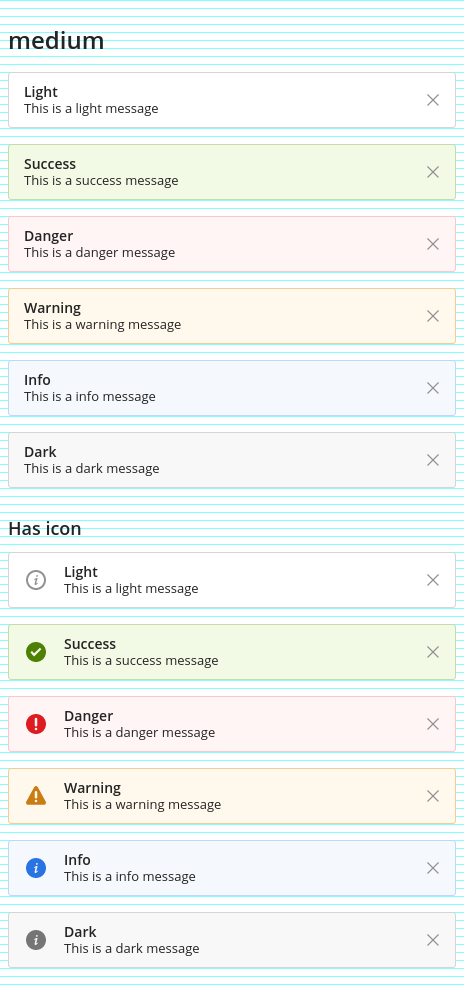 medium
Light
This is a light message
Success
This is a success message
Danger
This is a danger message
Warning
This is a warning message
Info
This is a info message
Dark
This is a dark message
Has icon
Light
This is a light message
Success
This is a success message
Danger
This is a danger message
Warning
This is a warning message
Info
This is a info message
Dark
This is a dark message